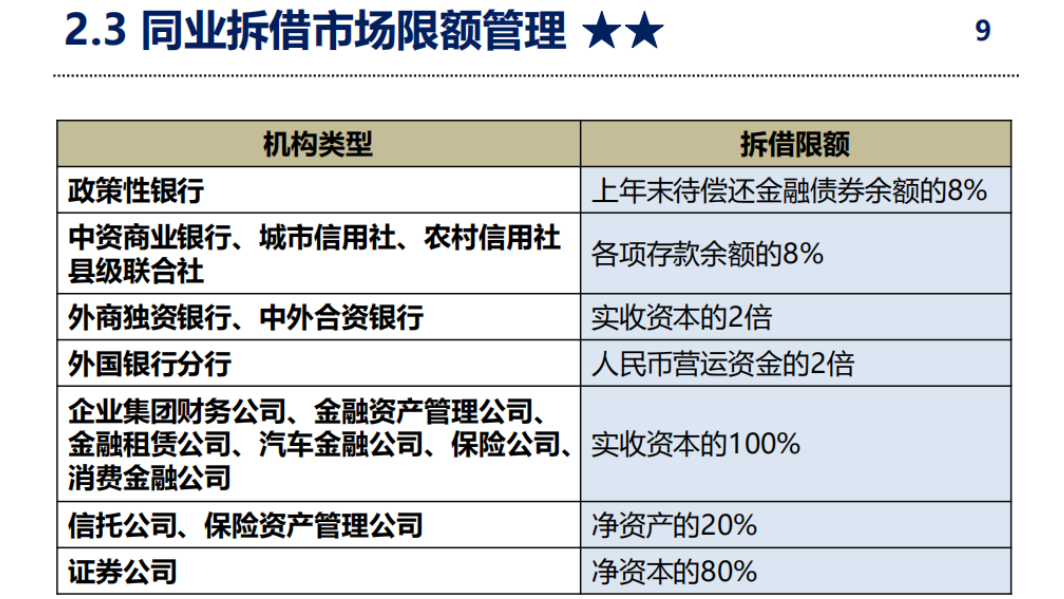 2.3 同业拆借市场限额管理 ★★
9
机构类型
拆借限额
政策性银行
上年末待偿还金融债券余额的8%
中资商业银行、城市信用社、农村信用社
县级联合社
各项存款余额的8%
外商独资银行、中外合资银行
实收资本的2倍
外国银行分行
人民币营运资金的2倍
企业集团财务公司、金融资产管理公司、
金融租赁公司、汽车金融公司、保险公司、
消费金融公司
实收资本的100%
信托公司、保险资产管理公司
净资产的20%
证券公司
净资本的80%